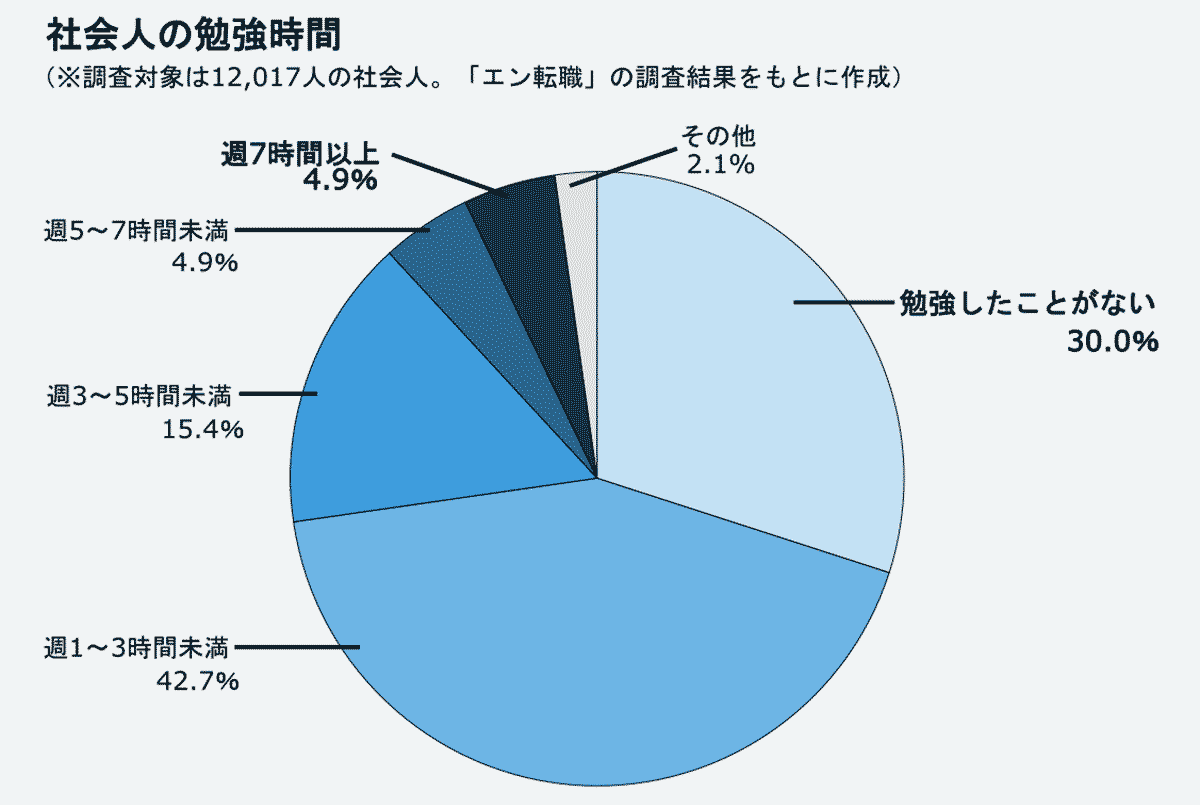 社会人の勉強時間
（※調査対象は12,017人の社会人。「エン転職」の調査結果をもとに作成）
その他
2.1%
週7時間以上
4.9%
週5～7時間未満
4.9%
勉強したことがない
30.0%
週3～5時間未満
15.4%
週1～3時間未満
42.7%